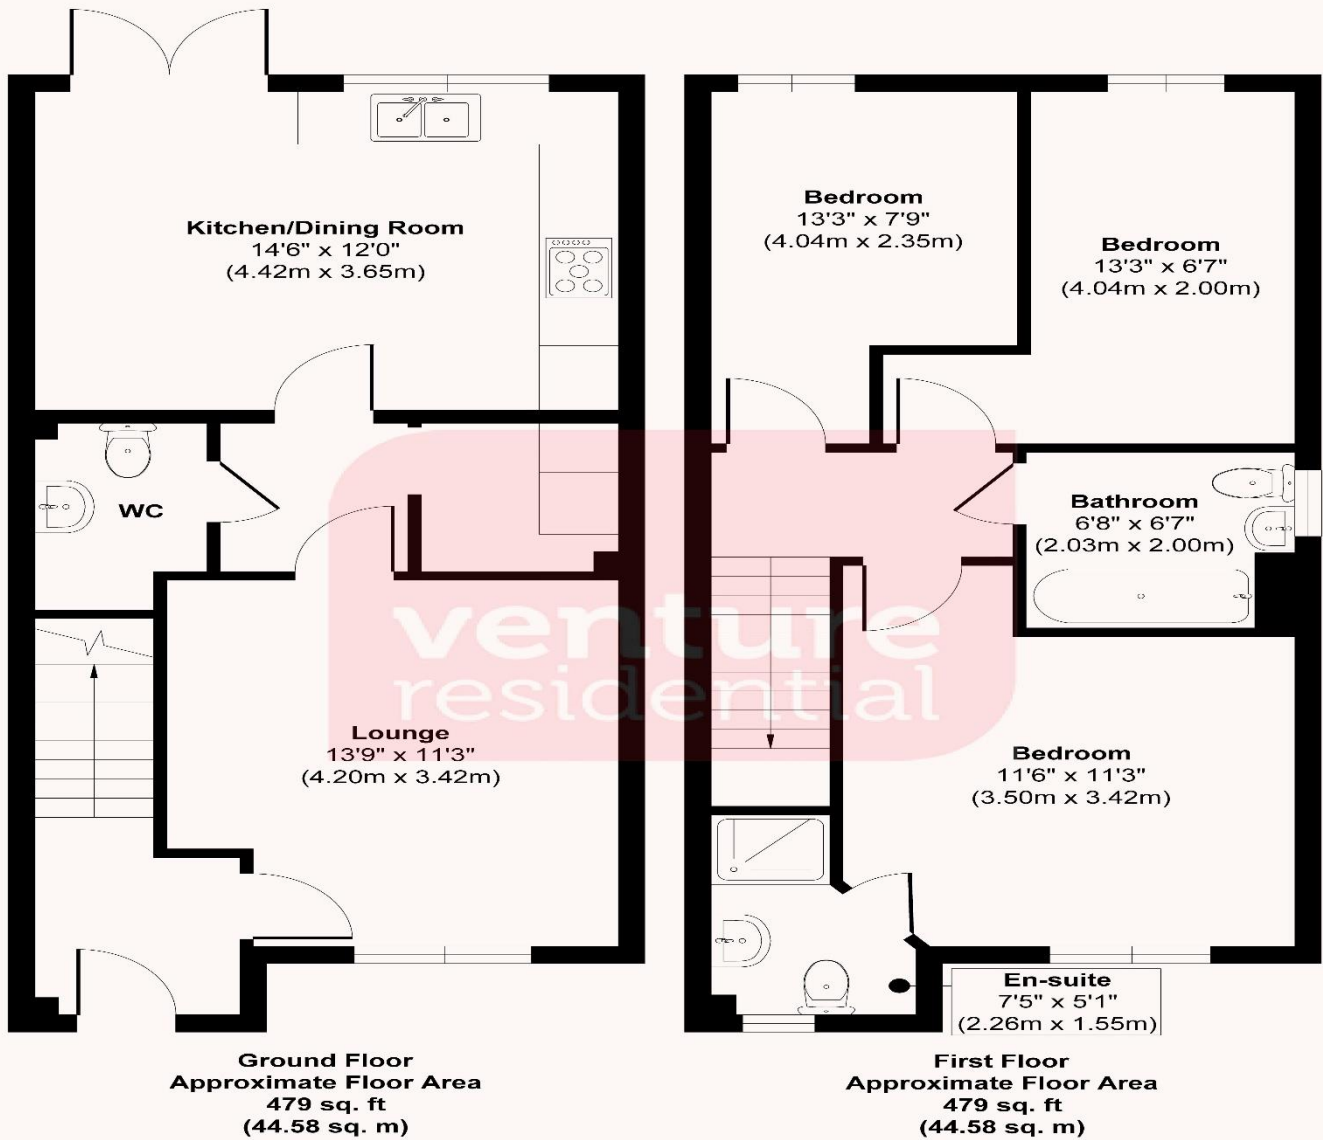 Kitchen/Dining Room
14'6" x 12'0"
(4.42m x 3.65m)
WC
Lounge
13'9" x 11'3"
(4.20m x 3.42m)
Ground Floor
Approximate Floor Area
479 sq. ft
(44.58 sq. m)
Bedroom
13'3" x 7'9"
(4.04m x 2.35m)
Bedroom
13'3" x 6'7"
(4.04m x 2.00m)
Bathroom
6'8" x 6'7"
(2.03m x 2.00m)
Bedroom
11'6" x 11'3"
(3.50m x 3.42m)
En-suite
7'5" x 5'1"
(2.26m x 1.55m)
First Floor
Approximate Floor Area
479 sq. ft
(44.58 sq. m)
venture
residential